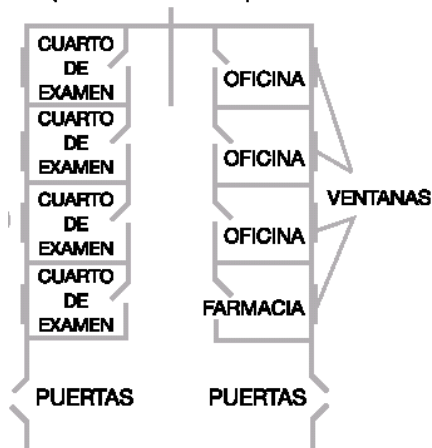 CUARTO
DE
EXAMEN
OFICINA
CUARTO
DE
EXAMEN
OFICINA
VENTANAS
CUARTO
DE
EXAMEN
OFICINA
CUARTO
DE
EXAMEN
FARMACIA
PUERTAS PUERTAS